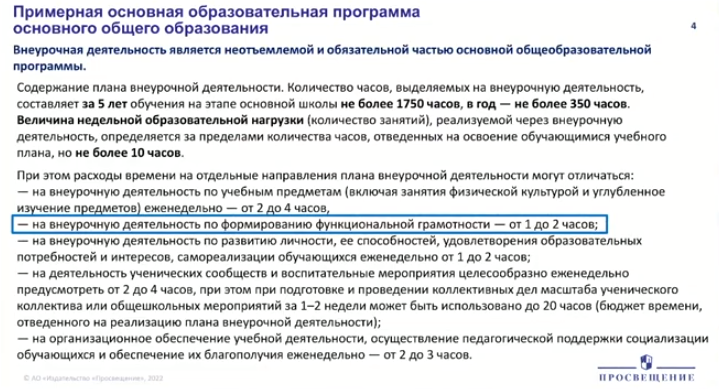 Примерная основная образовательная программа
основного общего образования
4
Внеурочная деятельность является неотъемлемой и обязательной частью основной общеобразовательной
программы.
Содержание плана внеурочной деятельности. Количество часов, выделяемых на внеурочную деятельность,
составляет за 5 лет обучения на этапе основной школы не более 1750 часов, в год — не более 350 часов.
Величина недельной образовательной нагрузки (количество занятий), реализуемой через внеурочную
деятельность, определяется за пределами количества часов, отведенных на освоение обучающимися учебного
плана, но не более 10 часов.
При этом расходы времени на отдельные направления плана внеурочной деятельности могут отличаться:
— на внеурочную деятельность по учебным предметам (включая занятия физической культурой и углубленное
изучение предметов) еженедельно — от 2 до 4 часов,
— на внеурочную деятельность по формированию функциональной грамотности — от 1 до 2 часов;
— на внеурочную деятельность по развитию личности, ее способностей, удовлетворения образовательных
потребностей и интересов, самореализации обучающихся еженедельно от 1 до 2 часов;
— на деятельность ученических сообществ и воспитательные мероприятия целесообразно еженедельно
предусмотреть от 2 до 4 часов, при этом при подготовке и проведении коллективных дел масштаба ученического
коллектива или общешкольных мероприятий за 1–2 недели может быть использовано до 20 часов (бюджет времени,
отведенного на реализацию плана внеурочной деятельности);
— на организационное обеспечение учебной деятельности, осуществление педагогической поддержки социализации
обучающихся и обеспечение их благополучия еженедельно — от 2 до 3 часов.
© АО «Издательство «Просвещение», 2022
ПРОСВЕЩЕНИЕ